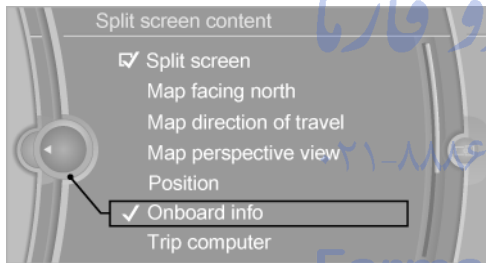 Split screen content
Split screen
Map facing north
Map direction of travel
Map perspective view
Position
Onboard info
Trip computer